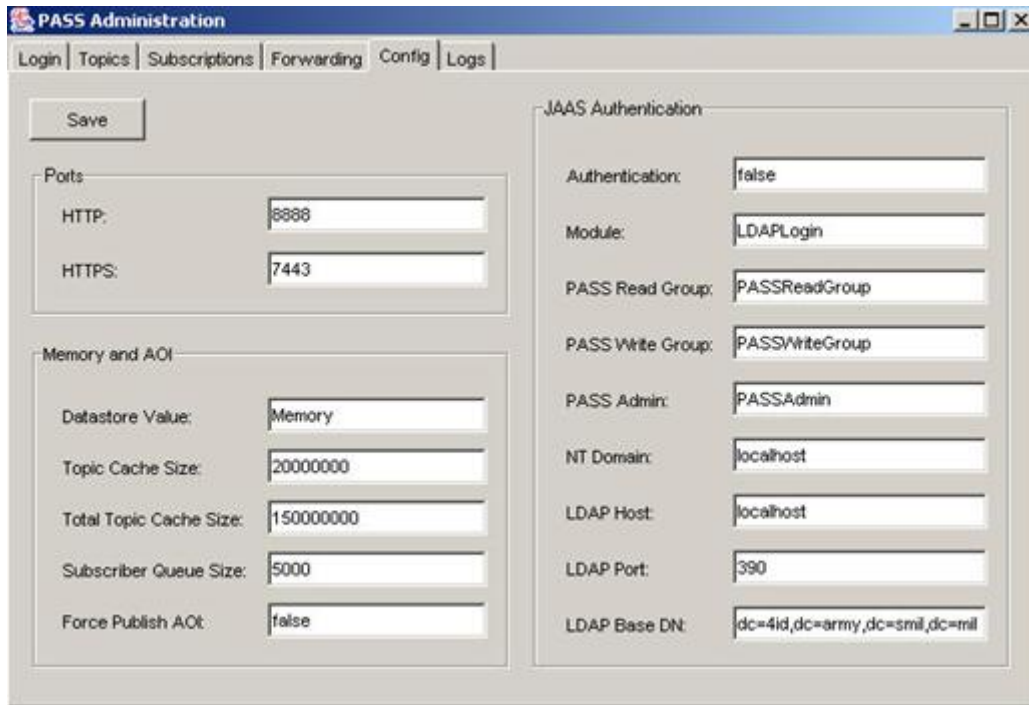 PASS Administration
Login Topics Subscriptions Forwarding Config Logs
Save
Ports
HTTP: 8888
HTTPS: 7443
Memory and AOI
Datastore Value: Memory
Topic Cache Size: 20000000
Total Topic Cache Size: 150000000
Subscriber Queue Size: 5000
Force Publish AOI: false
JAAS Authentication
Authentication: false
Module: LDAPLogin
PASS Read Group: PASSReadGroup
PASS Write Group: PASSWriteGroup
PASS Admin: PASSAdmin
NT Domain: localhost
LDAP Host: localhost
LDAP Port: 390
LDAP Base DN: dc=4id,dc=army,dc=smil,dc=mil